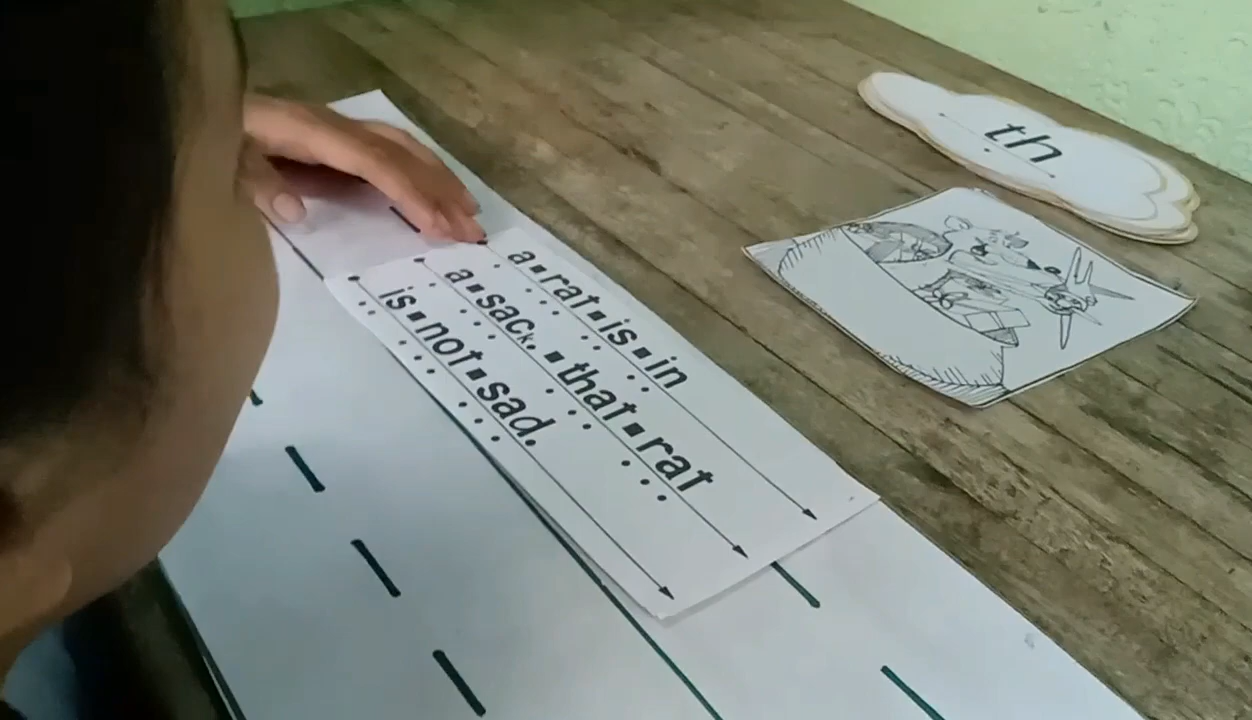 a rat is in
a sack. that rat
is not sad.
th